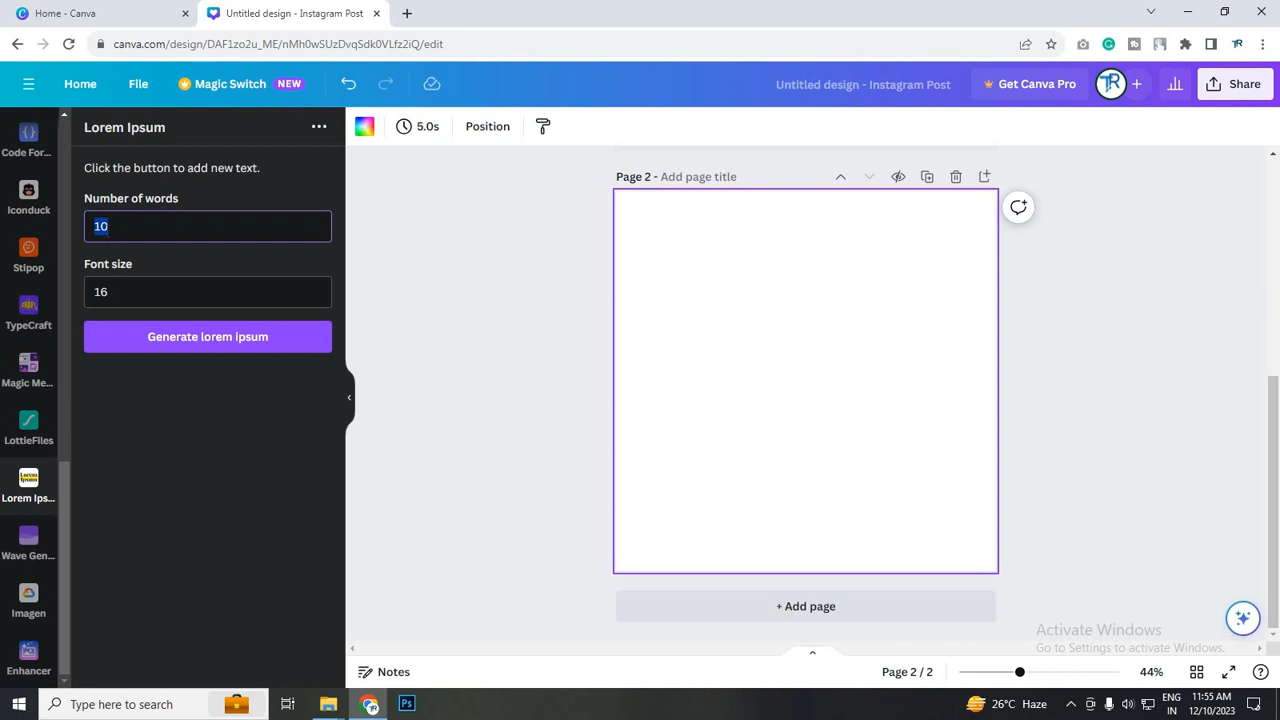 Home - Canva
Untitled design - Instagram Post
canva.com/design/DAF1zo2u_ME/nMh0wSUzDvqSdk0VLfz2iQ/edit
Home
File
Magic Switch
NEW
Untitled design - Instagram Post
Get Canva Pro
Share
Lorem Ipsum
5.0s
Position
Click the button to add new text.
Number of words
10
Font size
16
Generate lorem ipsum
Code For...
Iconduck
Stipop
TypeCraft
Magic Me...
LottieFiles
Lorem Ips...
Wave Gen...
Imagen
Enhancer
Page 2 - Add page title
+ Add page
Activate Windows
Go to Settings to activate Windows.
Notes
Page 2 / 2
44%
Type here to search
Ps
26°C Haze
ENG
IN
11:55 AM
12/10/2023